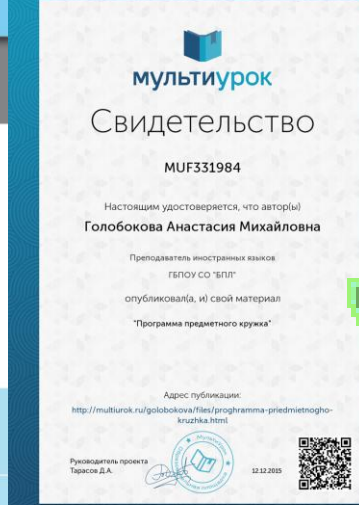 мультиурок
Свидетельство
MUF331984
Настоящим удостоверяется, что автор(ы)
Голобокова Анастасия Михайловна
Преподаватель иностранных языков
ГБПОУ СО "БПЛ"
опубликовал(а, и) свой материал
"Программа предметного кружка"
Адрес публикации:
http://multiurok.ru/golobokova/files/proghramma-priedmietnogho-
kruzhka.html
Руководитель проекта
Тарасов Д.А.
12.12.2015